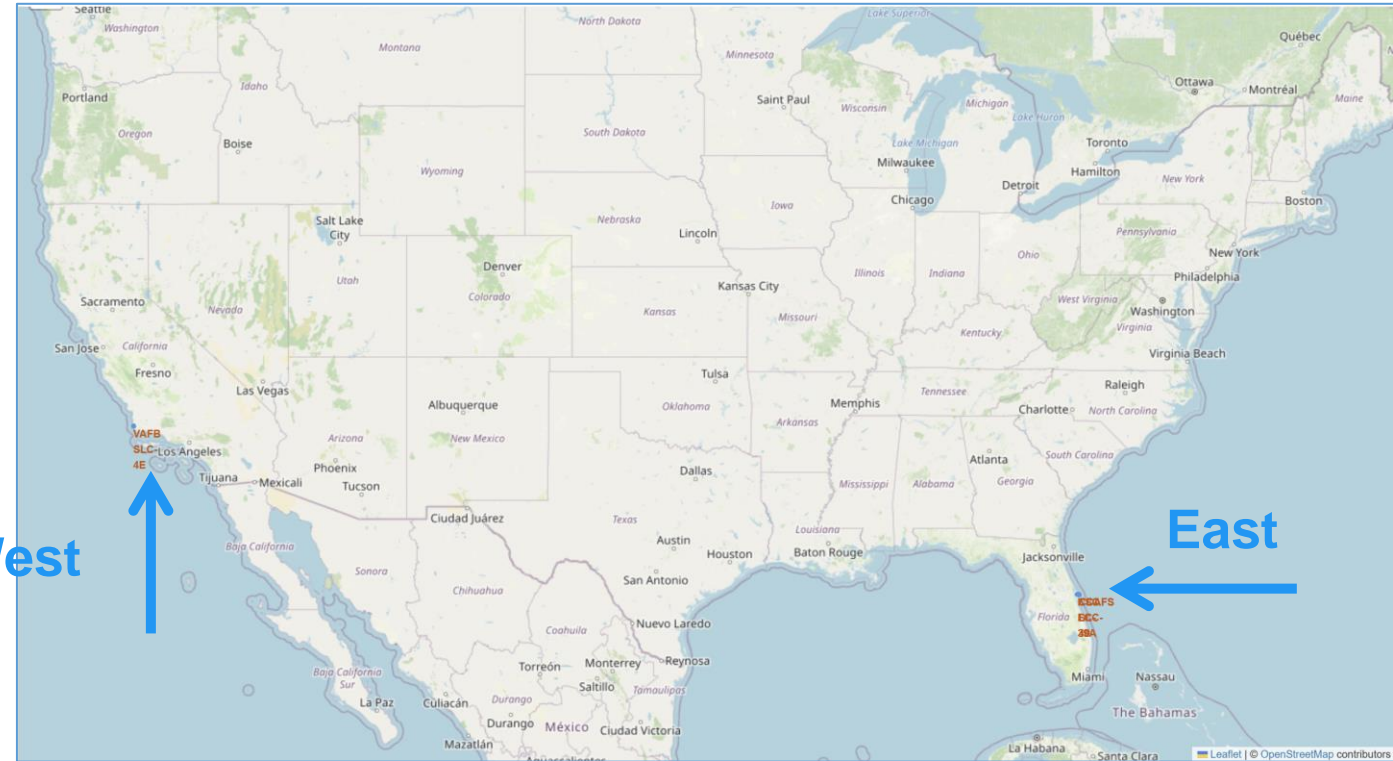 Seattle
Washington
Montana
North Dakota
Minnesota
Lake Superior
Québec
Portland
Oregon
Idaho
Boise
Wyoming
South Dakota
Saint Paul
Wisconsin
Michigan
Lake Huron
Ottawa
Montréal
Maine
Lake Michigan
Milwaukee
Chicago
Detroit
Toronto
Hamilton
New York
Boston
Salt Lake
City
Nebraska
Lincoln
Iowa
Pennsylvania
New York
Philadelphia
Sacramento
Nevada
Utah
Denver
Colorado
Kansas
Kansas City
Missouri
Illinois
Indiana
Ohio
West Virginia
Washington
Virginia
San Jose
California
Fresno
Las Vegas
Kentucky
Virginia Beach
Albuquerque
New Mexico
Arizona
Tulsa
Oklahoma
Arkansas
Memphis
Tennessee
Raleigh
Charlotte
North Carolina
VAFB
SLC-
4E
Los Angeles
Tijuana
Mexicali
Phoenix
Tucson
Dallas
Mississippi
Alabama
Atlanta
Georgia
South Carolina
Ciudad Juárez
Texas
Louisiana
West
East
Baja California
Sonora
Chihuahua
Austin
Houston
San Antonio
Baton Rouge
Jacksonville
Florida
Coahuila
Nuevo Laredo
Baja California
Sur
La Paz
Culiacán
Durango
Durango
Torreón
Monterrey
Saltillo
Reynosa
Tamaulipas
Miami
Nassau
The Bahamas
México
Ciudad Victoria
Mazatlán
Aguascalientes
La Habana
Santa Clara
Leaflet | © OpenStreetMap contributors